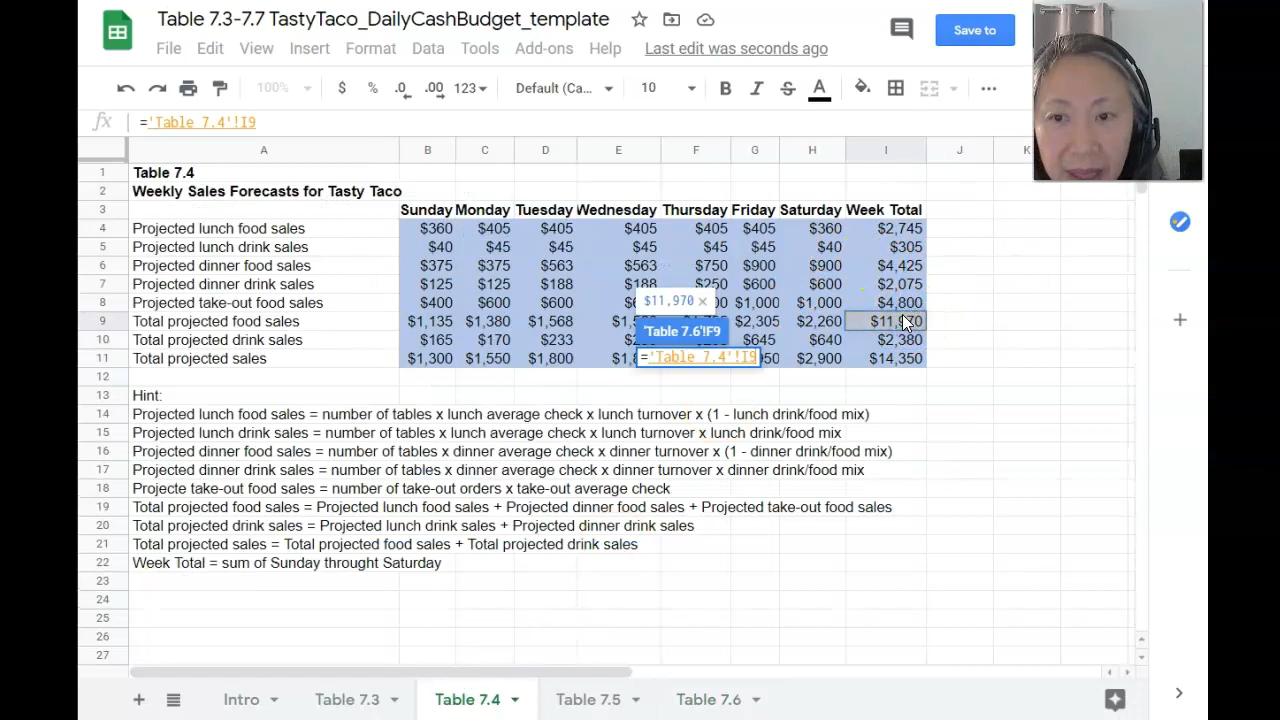 Table 7.3-7.7 TastyTaco_DailyCashBudget_template
File Edit View Insert Format Data Tools Add-ons Help Last edit was seconds ago
Save to
100% $ % .0 .00 123 Default (Ca... 10 B I S A
fx ='Table 7.4'!I9
A B C D E F G H I J K
1 Table 7.4
2 Weekly Sales Forecasts for Tasty Taco
3 Sunday Monday Tuesday Wednesday Thursday Friday Saturday Week Total
4 Projected lunch food sales $360 $405 $405 $405 $405 $405 $360 $2,745
5 Projected lunch drink sales $40 $45 $45 $45 $45 $45 $40 $305
6 Projected dinner food sales $375 $375 $563 $563 $750 $900 $900 $4,425
7 Projected dinner drink sales $125 $125 $188 $188 $250 $600 $600 $2,075
8 Projected take-out food sales $400 $600 $600 $1,000 $1,000 $4,800
$11,970 ×
9 Total projected food sales $1,135 $1,380 $1,568 $2,305 $2,260
'Table 7.6'!F9
10 Total projected drink sales $165 $170 $233 $645 $640 $2,380
11 Total projected sales $1,300 $1,550 $1,800 ='Table 7.4'!I9 $2,900 $14,350
12
13 Hint:
14 Projected lunch food sales = number of tables x lunch average check x lunch turnover x (1 - lunch drink/food mix)
15 Projected lunch drink sales = number of tables x lunch average check x lunch turnover x lunch drink/food mix
16 Projected dinner food sales = number of tables x dinner average check x dinner turnover x (1 - dinner drink/food mix)
17 Projected dinner drink sales = number of tables x dinner average check x dinner turnover x dinner drink/food mix
18 Projecte take-out food sales = number of take-out orders x take-out average check
19 Total projected food sales = Projected lunch food sales + Projected dinner food sales + Projected take-out food sales
20 Total projected drink sales = Projected lunch drink sales + Projected dinner drink sales
21 Total projected sales = Total projected food sales + Total projected drink sales
22 Week Total = sum of Sunday throught Saturday
23
24
25
26
27
Intro Table 7.3 Table 7.4 Table 7.5 Table 7.6